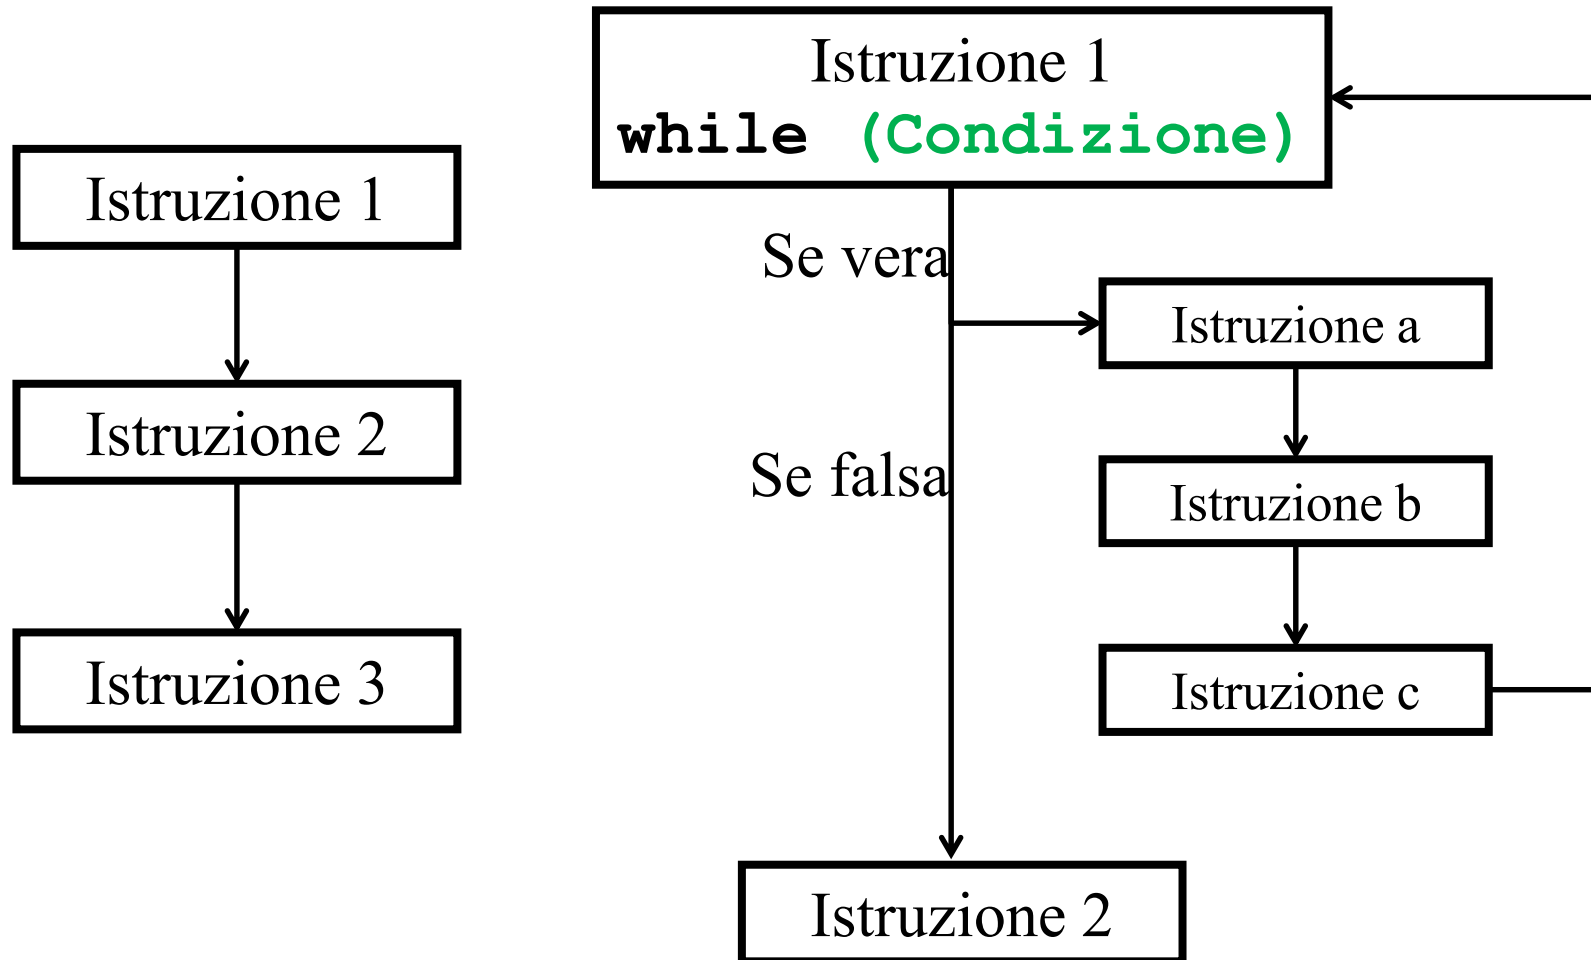 Istruzione 1
Istruzione 2
Istruzione 3
Istruzione 1
while (Condizione)
Se vera
Se falsa
Istruzione a
Istruzione b
Istruzione c
Istruzione 2